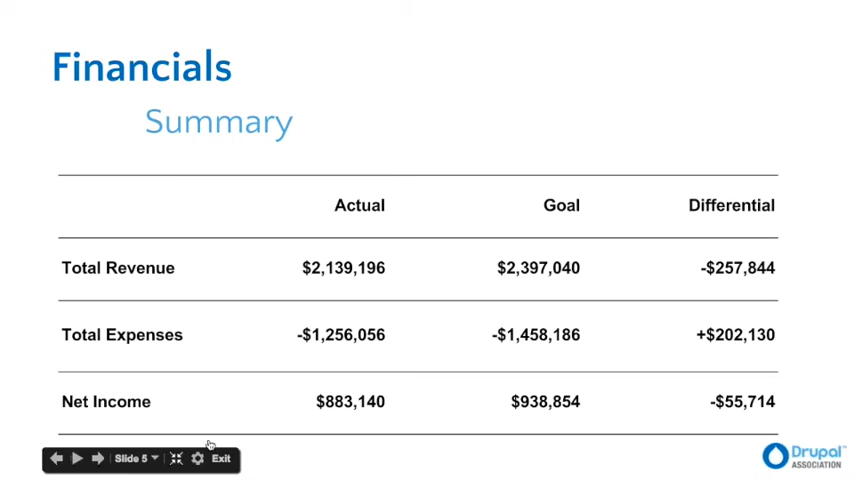 Financials
Summary
Actual Goal Differential
Total Revenue $2,139,196 $2,397,040 -$257,844
Total Expenses -$1,256,056 -$1,458,186 +$202,130
Net Income $883,140 $938,854 -$55,714
Slide 5 Exit
Drupal™
ASSOCIATION